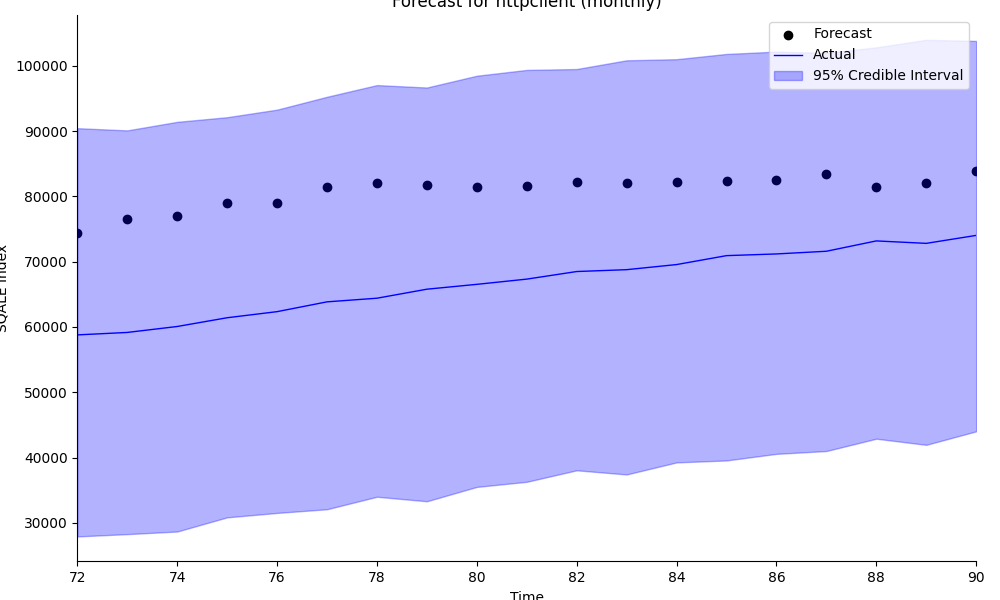 Forecast for httpclient (monthly)
Forecast
Actual
95% Credible Interval
SQALE Index
100000
90000
80000
70000
60000
50000
40000
30000
72 74 76 78 80 82 84 86 88 90
Time